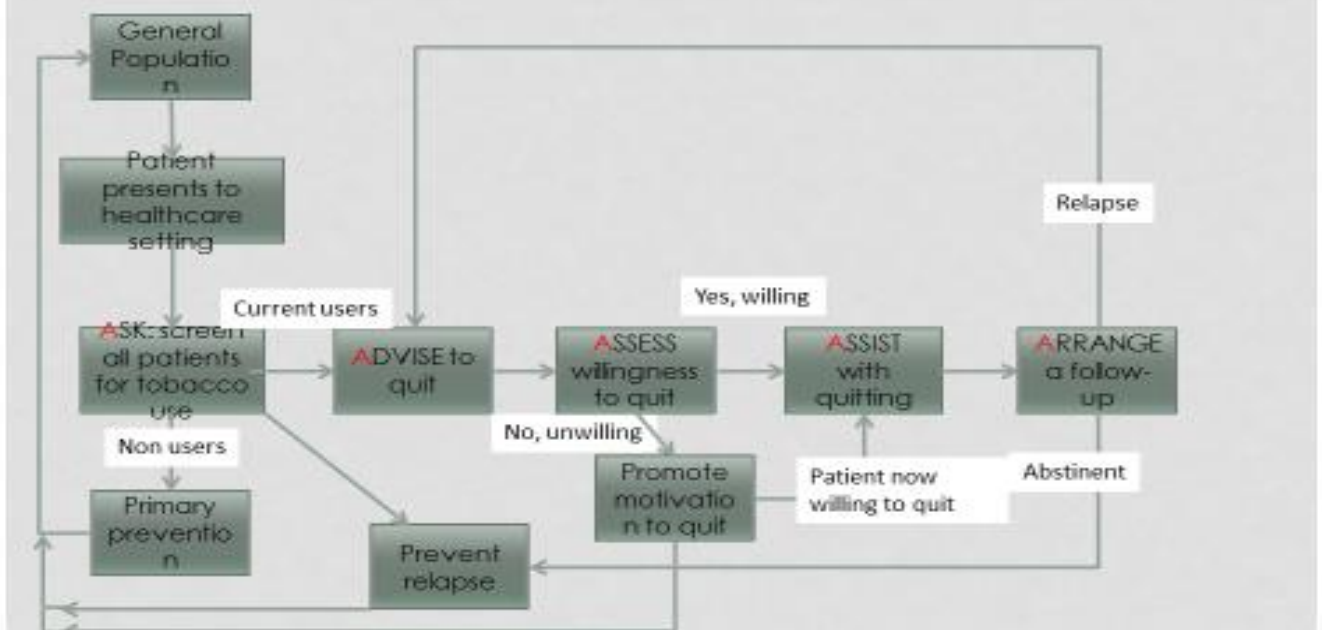 General
Populatio
n
Patient
presents to
healthcare
setting
Relapse
Yes, willing
Current users
ASK: screen
all patients
for tobacco
use
ADVISE to
quit
ASSESS
willingness
to quit
ASSIST
with
quitting
ARRANGE
a follow-
up
No, unwilling
Non users
Promote
motivatio
n to quit
Patient now
willing to quit
Abstinent
Primary
preventio
n
Prevent
relapse